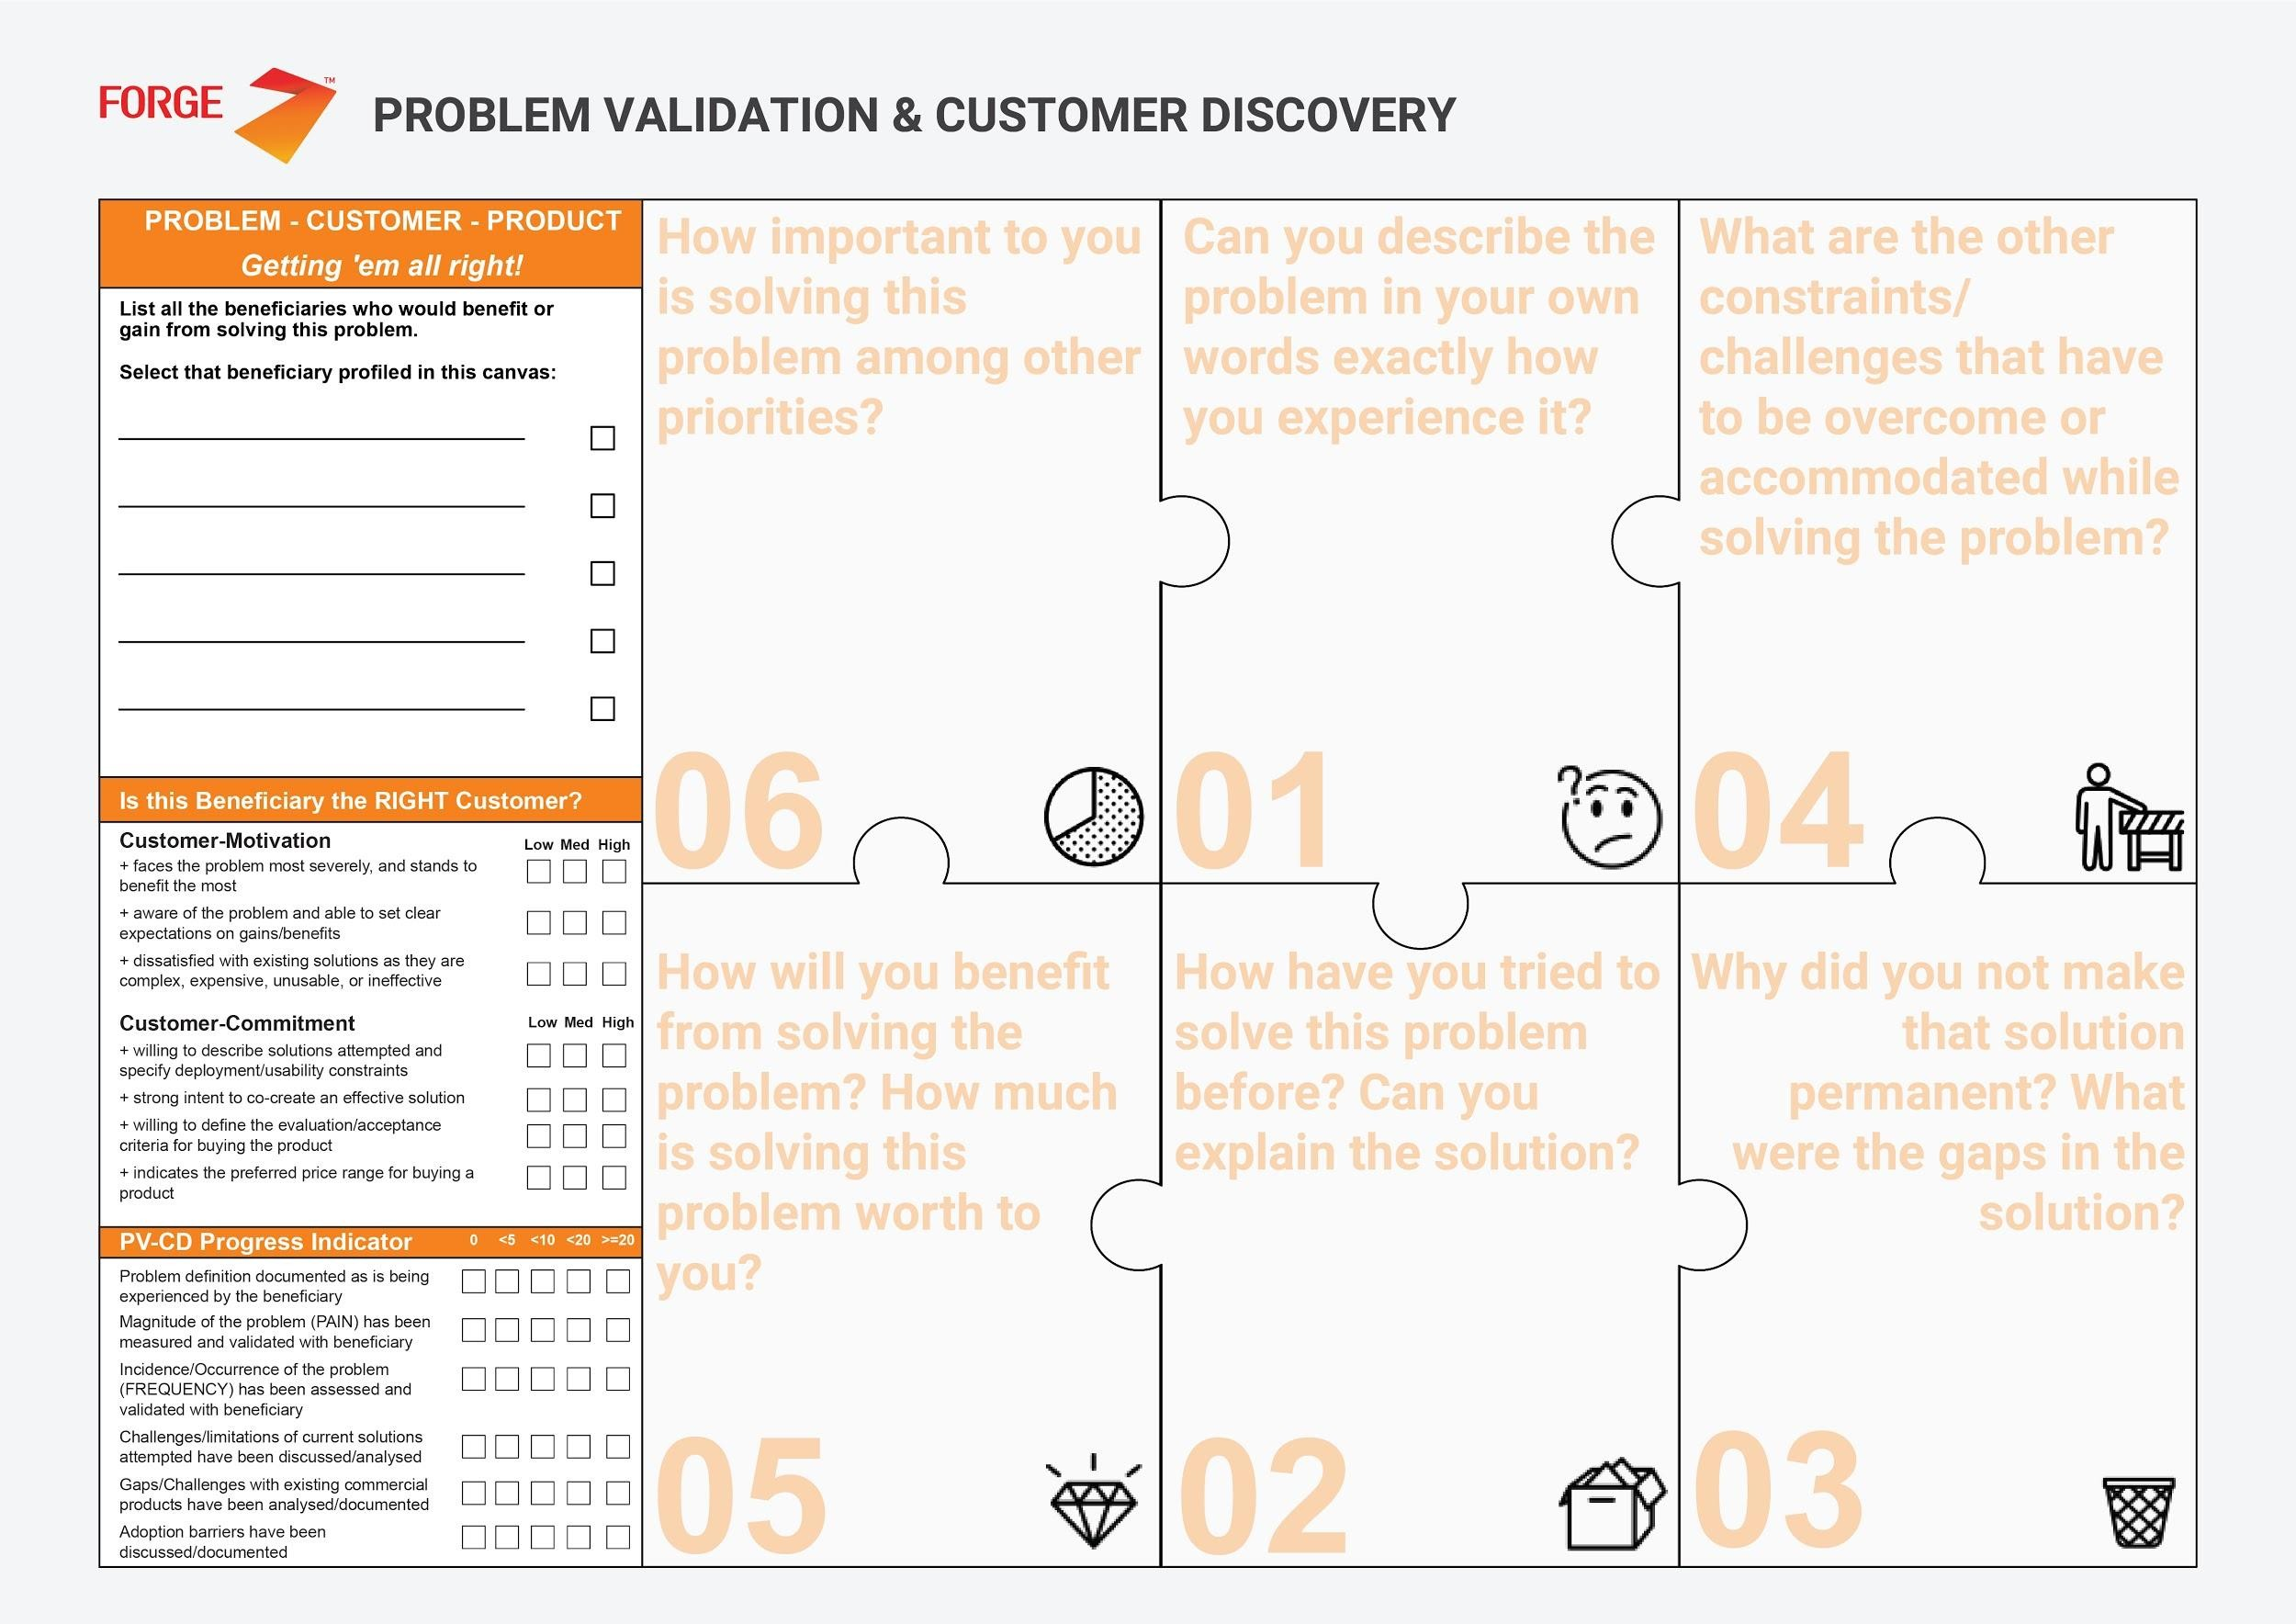 FORGE
TM
PROBLEM VALIDATION & CUSTOMER DISCOVERY
PROBLEM - CUSTOMER - PRODUCT
Getting 'em all right!
List all the beneficiaries who would benefit or
gain from solving this problem.
Select that beneficiary profiled in this canvas:
Is this Beneficiary the RIGHT Customer?
Customer-Motivation
Low Med High
+ faces the problem most severely, and stands to
benefit the most
+ aware of the problem and able to set clear
expectations on gains/benefits
+ dissatisfied with existing solutions as they are
complex, expensive, unusable, or ineffective
Customer-Commitment
Low Med High
+ willing to describe solutions attempted and
specify deployment/usability constraints
+ strong intent to co-create an effective solution
+ willing to define the evaluation/acceptance
criteria for buying the product
+ indicates the preferred price range for buying a
product
PV-CD Progress Indicator 0 <5 <10 <20 >=20
Problem definition documented as is being
experienced by the beneficiary
Magnitude of the problem (PAIN) has been
measured and validated with beneficiary
Incidence/Occurrence of the problem
(FREQUENCY) has been assessed and
validated with beneficiary
Challenges/limitations of current solutions
attempted have been discussed/analysed
Gaps/Challenges with existing commercial
products have been analysed/documented
Adoption barriers have been
discussed/documented
How important to you
is solving this
problem among other
priorities?
06
Can you describe the
problem in your own
words exactly how
you experience it?
01
?
What are the other
constraints/
challenges that have
to be overcome or
accommodated while
solving the problem?
04
How will you benefit
from solving the
problem? How much
is solving this
problem worth to
you?
05
How have you tried to
solve this problem
before? Can you
explain the solution?
02
Why did you not make
that solution
permanent? What
were the gaps in the
solution?
03